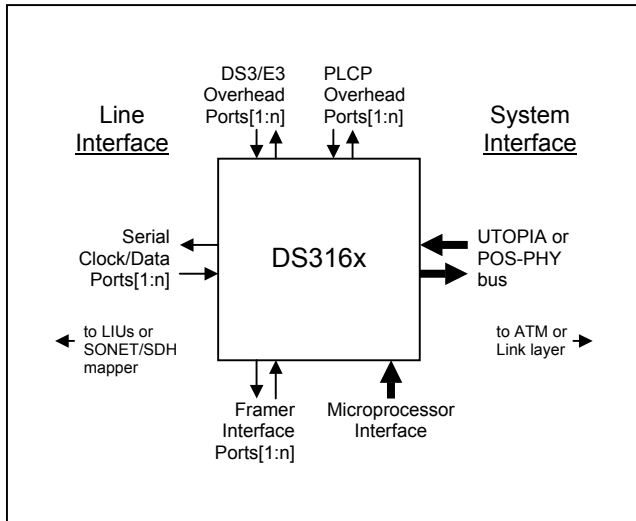 DS3/E3
Overhead
Ports[1:n]
PLCP
Overhead
Ports[1:n]
Line
Interface
System
Interface
Serial
Clock/Data
Ports[1:n]
DS316x
UTOPIA or
POS-PHY
bus
to LIUs or
SONET/SDH
mapper
to ATM or
Link layer
Framer
Interface
Ports[1:n]
Microprocessor
Interface